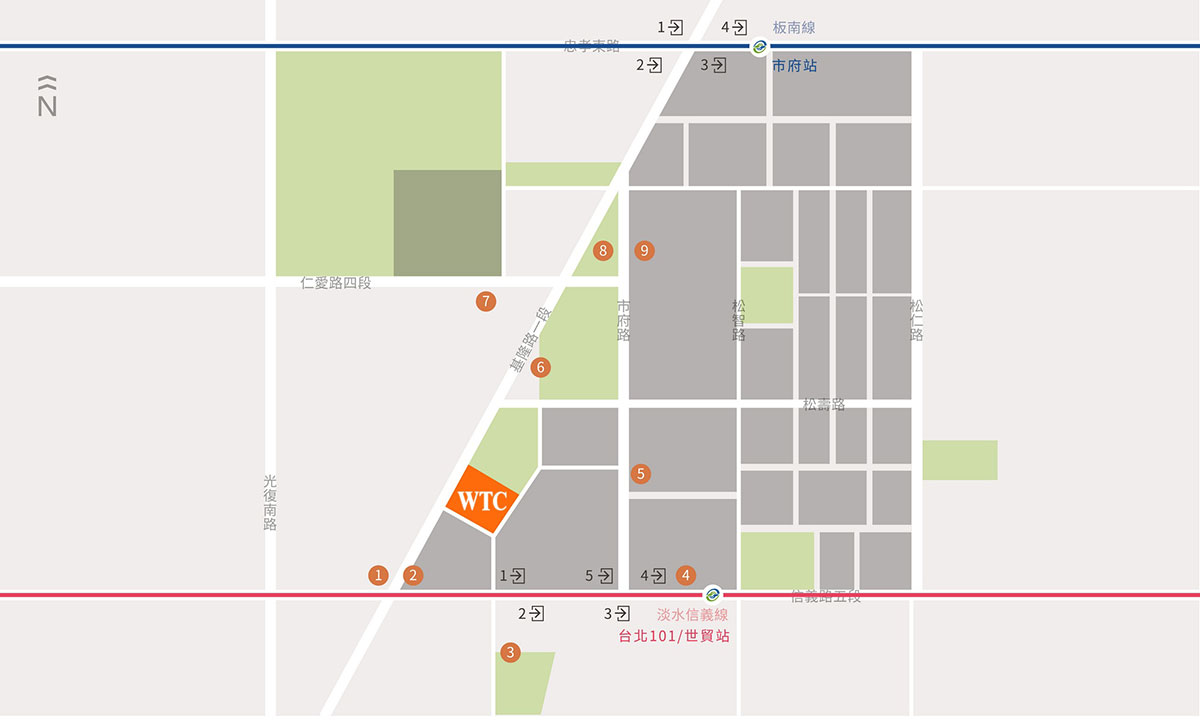 1
4
板南線
忠孝東路
2
3
市府站
N
8
9
仁愛路四段
7
市府路
松智路
松仁路
基隆路一段
6
松壽路
5
光復南路
WTC
1
2
1
5
4
4
信義路五段
2
3
淡水信義線
台北101/世貿站
3